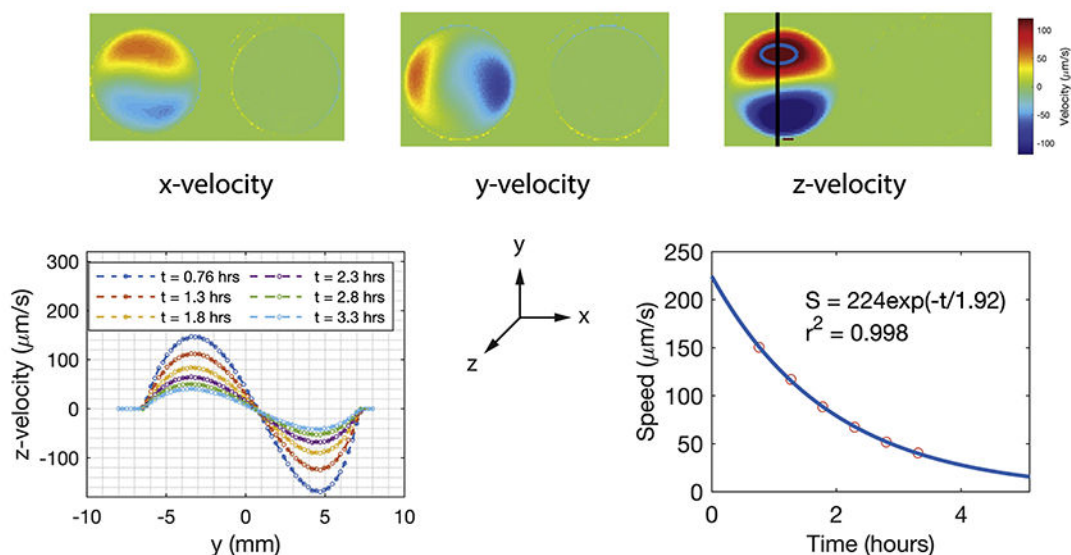 x-velocity
y-velocity
z-velocity
100
50
0
-50
-100
Velocity (μm/s)
300
200
100
0
-100
z-velocity (μm/s)
t = 0.76 hrs
t = 2.3 hrs
t = 1.3 hrs
t = 2.8 hrs
t = 1.8 hrs
t = 3.3 hrs
10
-5
0
5
10
y (mm)
y
x
z
250
200
150
100
50
0
Speed (μm/s)
S = 224exp(-t/1.92)
r² = 0.998
0
2
4
Time (hours)